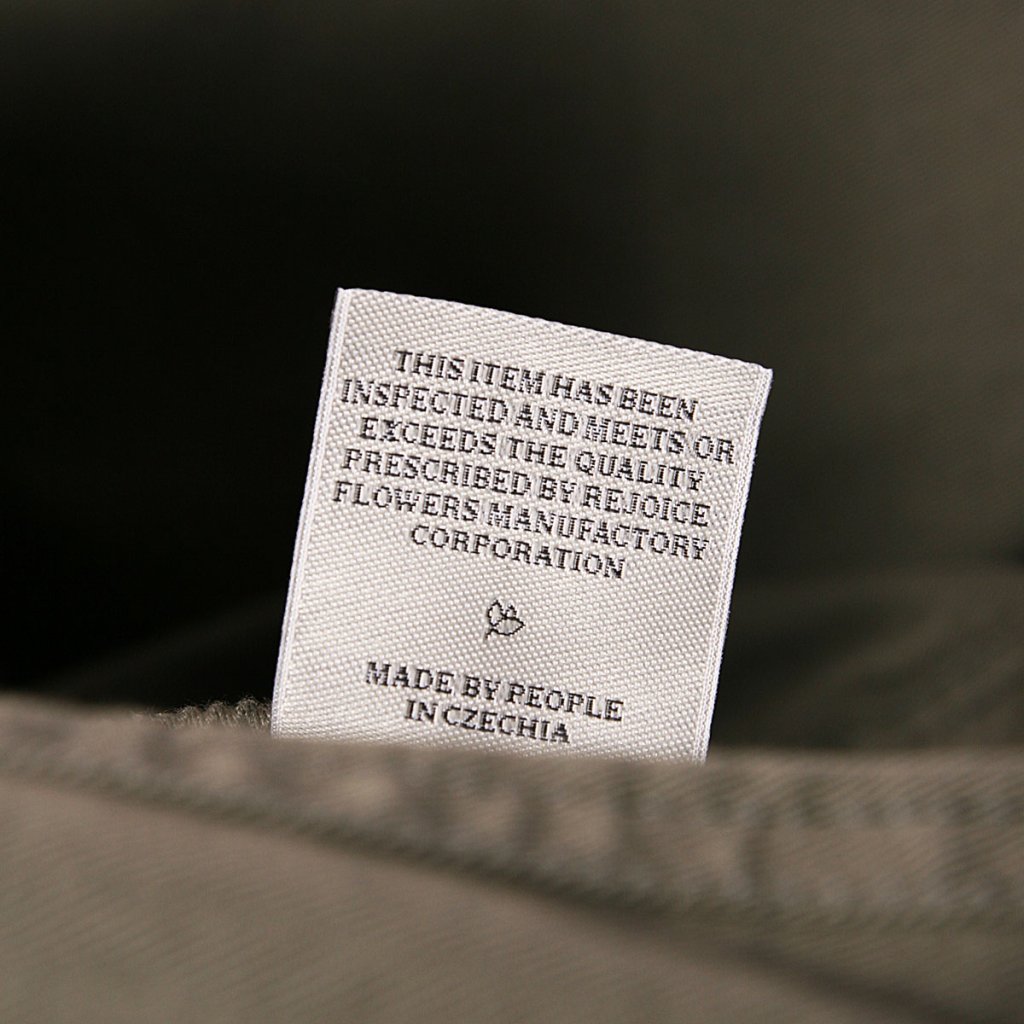 THIS ITEM HAS BEEN
INSPECTED AND MEETS OR
EXCEEDS THE QUALITY
PRESCRIBED BY REJOICE
FLOWERS MANUFACTORY
CORPORATION
MADE BY PEOPLE
IN CZECHIA